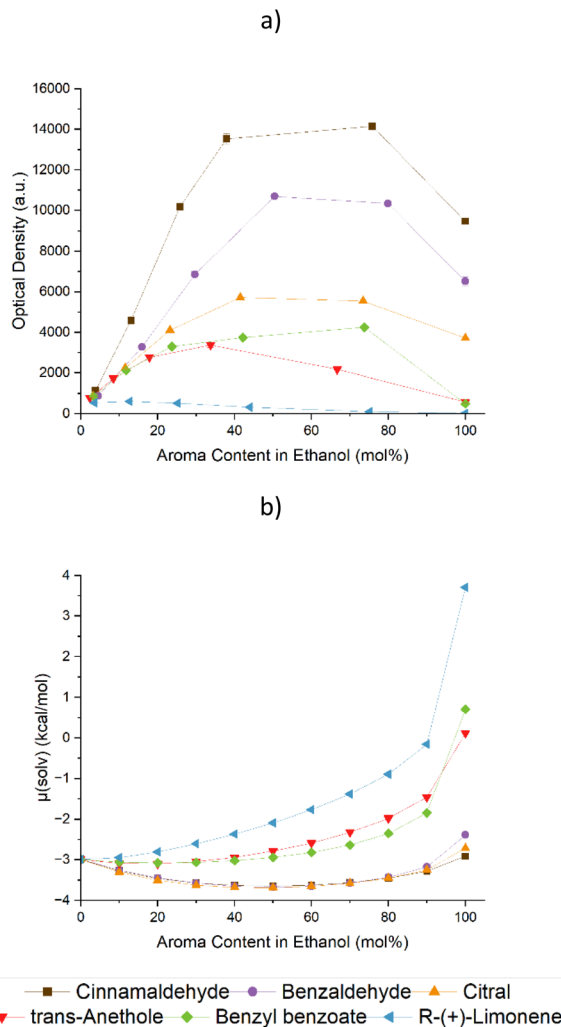 a)
16000
14000
12000
10000
8000
6000
4000
2000
0
0 20 40 60 80 100
Optical Density (a.u.)
Aroma Content in Ethanol (mol%)
b)
4
3
2
1
0
−1
−2
−3
−4
0 20 40 60 80 100
μ(solv) (kcal/mol)
Aroma Content in Ethanol (mol%)
Cinnamaldehyde Benzaldehyde Citral
trans-Anethole Benzyl benzoate R-(+)-Limonene